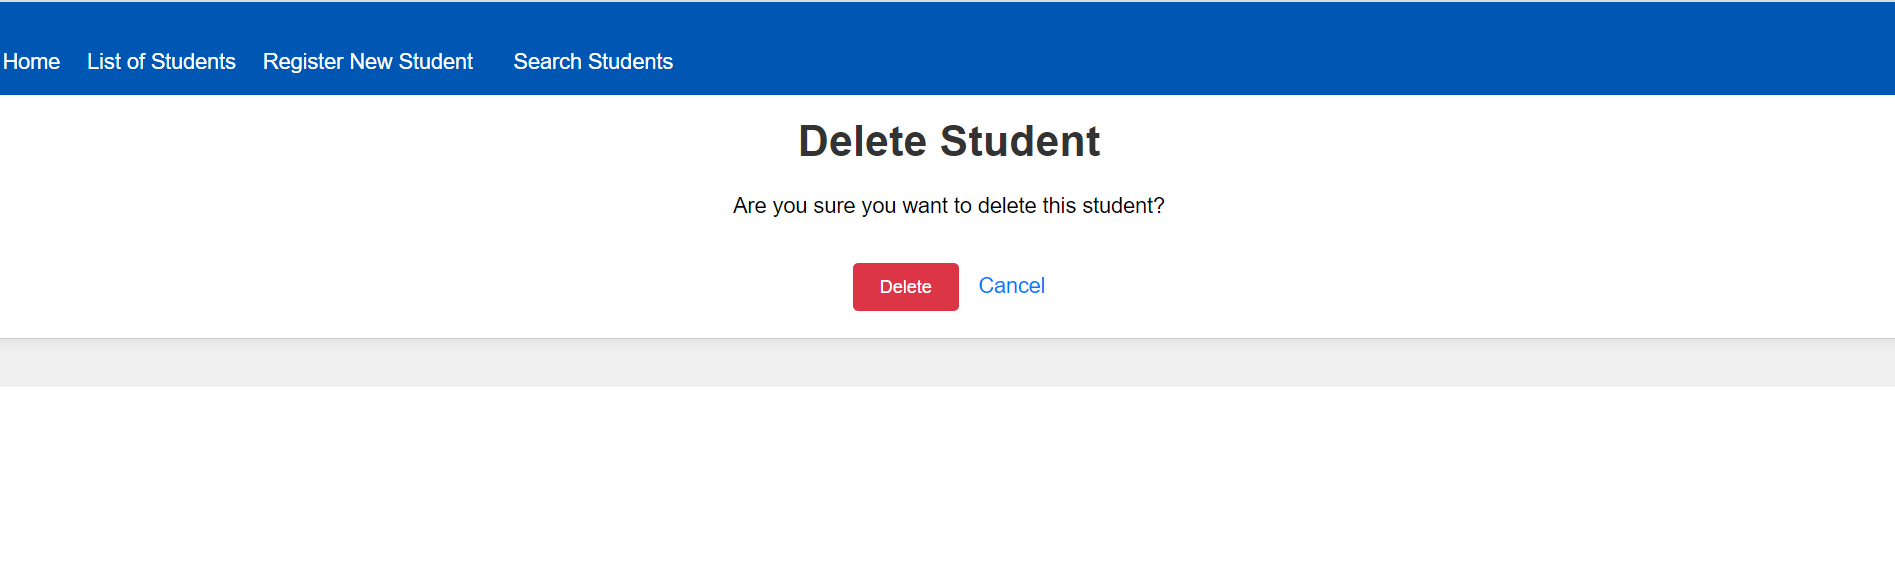 Home List of Students Register New Student Search Students
Delete Student
Are you sure you want to delete this student?
Delete Cancel